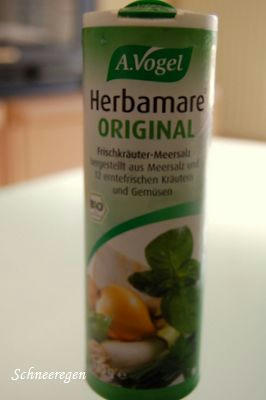 A.Vogel
Herbamare
ORIGINAL
Frischkräuter-Meersalz
hergestellt aus Meersalz und
12 erntefrischen Kräutern
und Gemüsen
BIO
Schneeregen